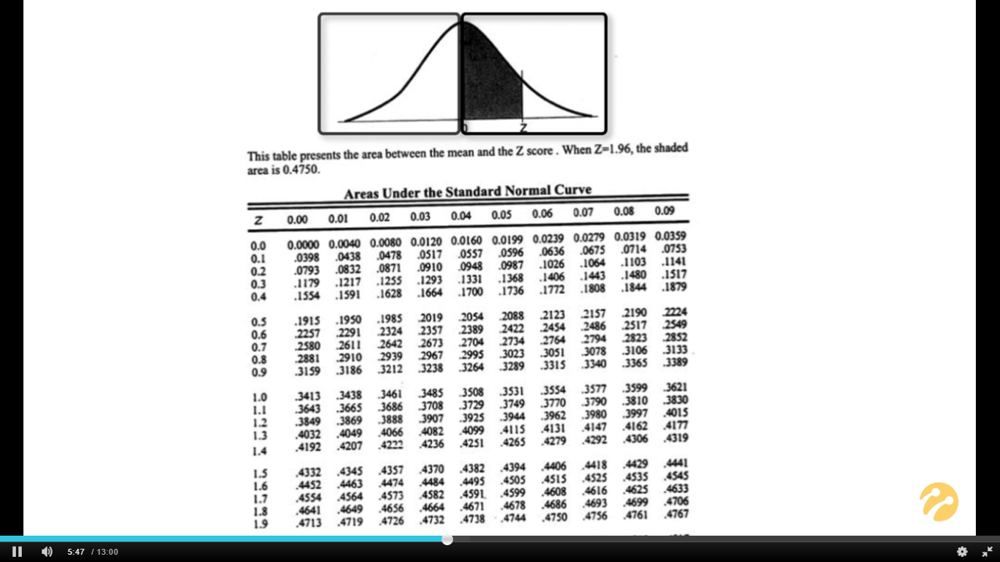 0
Z
This table presents the area between the mean and the Z score . When Z=1.96, the shaded
area is 0.4750.
Areas Under the Standard Normal Curve
Z 0.00 0.01 0.02 0.03 0.04 0.05 0.06 0.07 0.08 0.09
0.0 0.0000 0.0040 0.0080 0.0120 0.0160 0.0199 0.0239 0.0279 0.0319 0.0359
0.1 .0398 .0438 .0478 .0517 .0557 .0596 .0636 .0675 .0714 .0753
0.2 .0793 .0832 .0871 .0910 .0948 .0987 .1026 .1064 .1103 .1141
0.3 .1179 .1217 .1255 .1293 .1331 .1368 .1406 .1443 .1480 .1517
0.4 .1554 .1591 .1628 .1664 .1700 .1736 .1772 .1808 .1844 .1879
0.5 .1915 .1950 .1985 .2019 .2054 .2088 .2123 .2157 .2190 .2224
0.6 .2257 .2291 .2324 .2357 .2389 .2422 .2454 .2486 .2517 .2549
0.7 .2580 .2611 .2642 .2673 .2704 .2734 .2764 .2794 .2823 .2852
0.8 .2881 .2910 .2939 .2967 .2995 .3023 .3051 .3078 .3106 .3133
0.9 .3159 .3186 .3212 .3238 .3264 .3289 .3315 .3340 .3365 .3389
1.0 .3413 .3438 .3461 .3485 .3508 .3531 .3554 .3577 .3599 .3621
1.1 .3643 .3665 .3686 .3708 .3729 .3749 .3770 .3790 .3810 .3830
1.2 .3849 .3869 .3888 .3907 .3925 .3944 .3962 .3980 .3997 .4015
1.3 .4032 .4049 .4066 .4082 .4099 .4115 .4131 .4147 .4162 .4177
1.4 .4192 .4207 .4222 .4236 .4251 .4265 .4279 .4292 .4306 .4319
1.5 .4332 .4345 .4357 .4370 .4382 .4394 .4406 .4418 .4429 .4441
1.6 .4452 .4463 .4474 .4484 .4495 .4505 .4515 .4525 .4535 .4545
1.7 .4554 .4564 .4573 .4582 .4591 .4599 .4608 .4616 .4625 .4633
1.8 .4641 .4649 .4656 .4664 .4671 .4678 .4686 .4693 .4699 .4706
1.9 .4713 .4719 .4726 .4732 .4738 .4744 .4750 .4756 .4761 .4767
5:47 / 13:00